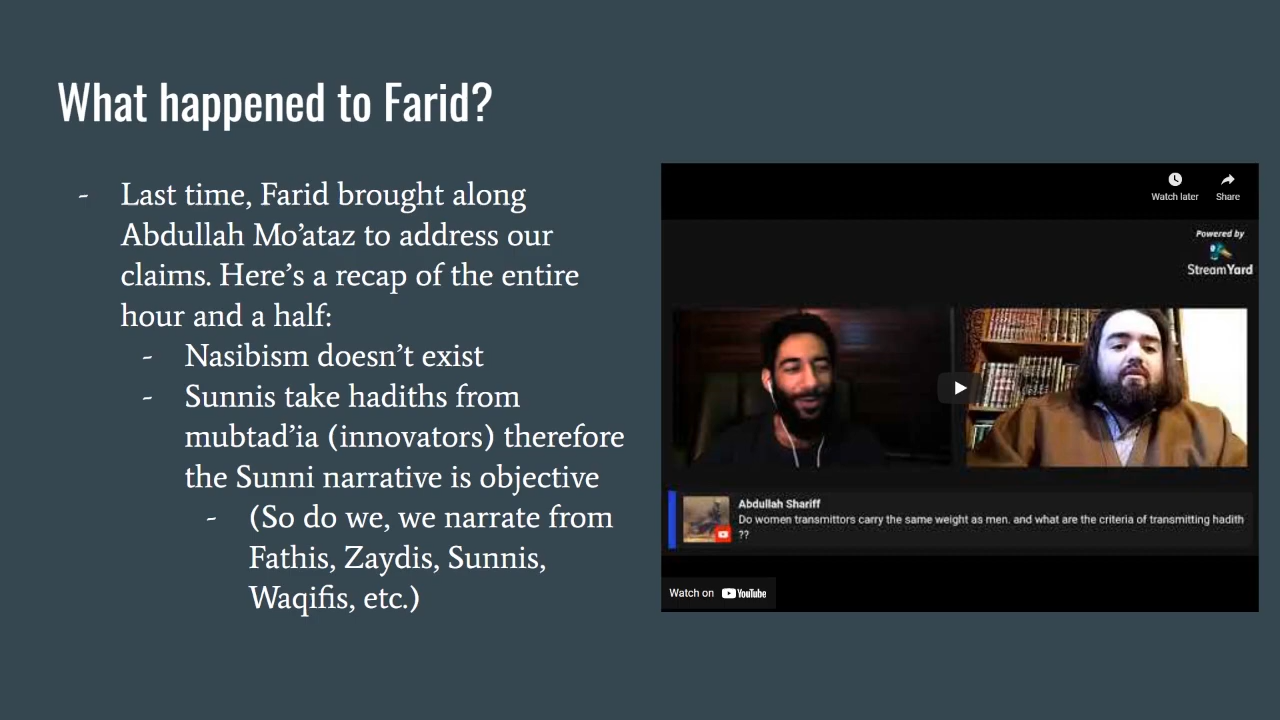 What happened to Farid?
- Last time, Farid brought along
Abdullah Mo’ataz to address our
claims. Here’s a recap of the entire
hour and a half:
- Nasibism doesn’t exist
- Sunnis take hadiths from
mubtad’ia (innovators) therefore
the Sunni narrative is objective
- (So do we, we narrate from
Fathis, Zaydis, Sunnis,
Waqifis, etc.)
Watch later
Share
Powered by
StreamYard
Abdullah Shariff
Do women transmittors carry the same weight as men. and what are the criteria of transmitting hadith
??
Watch on YouTube